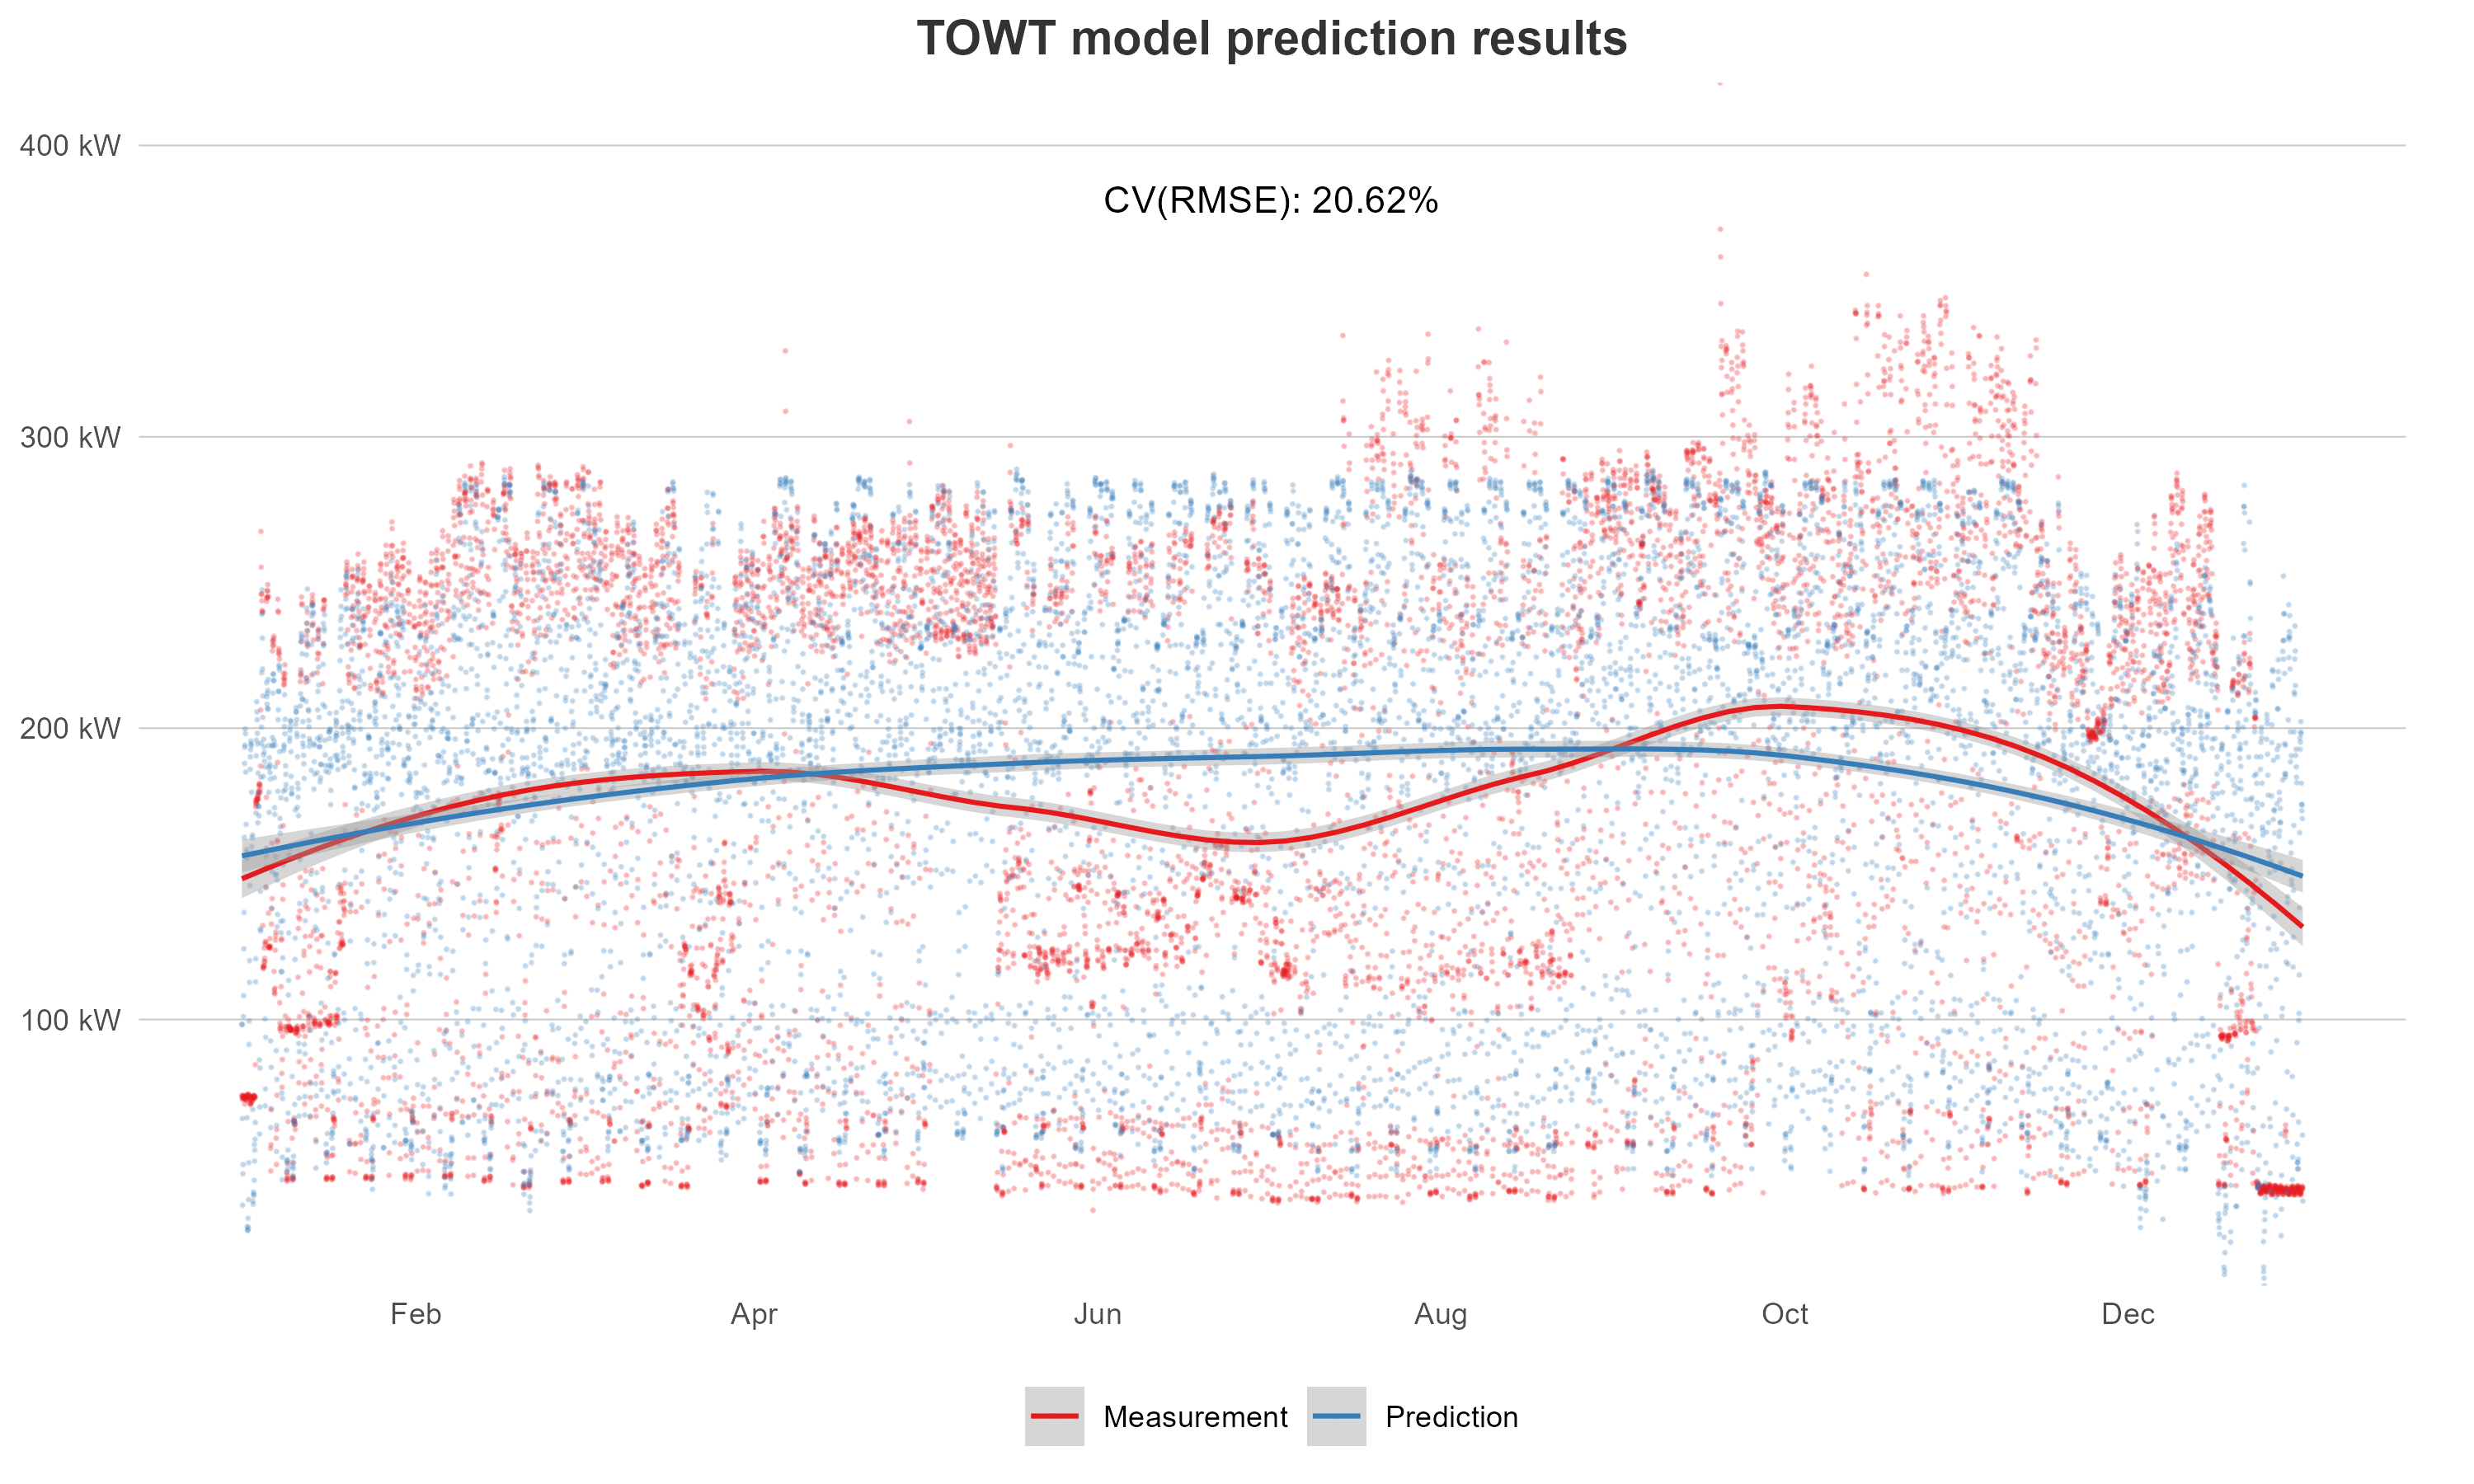 TOWT model prediction results
400 kW
CV(RMSE): 20.62%
300 kW
200 kW
100 kW
Feb Apr Jun Aug Oct Dec
Measurement Prediction